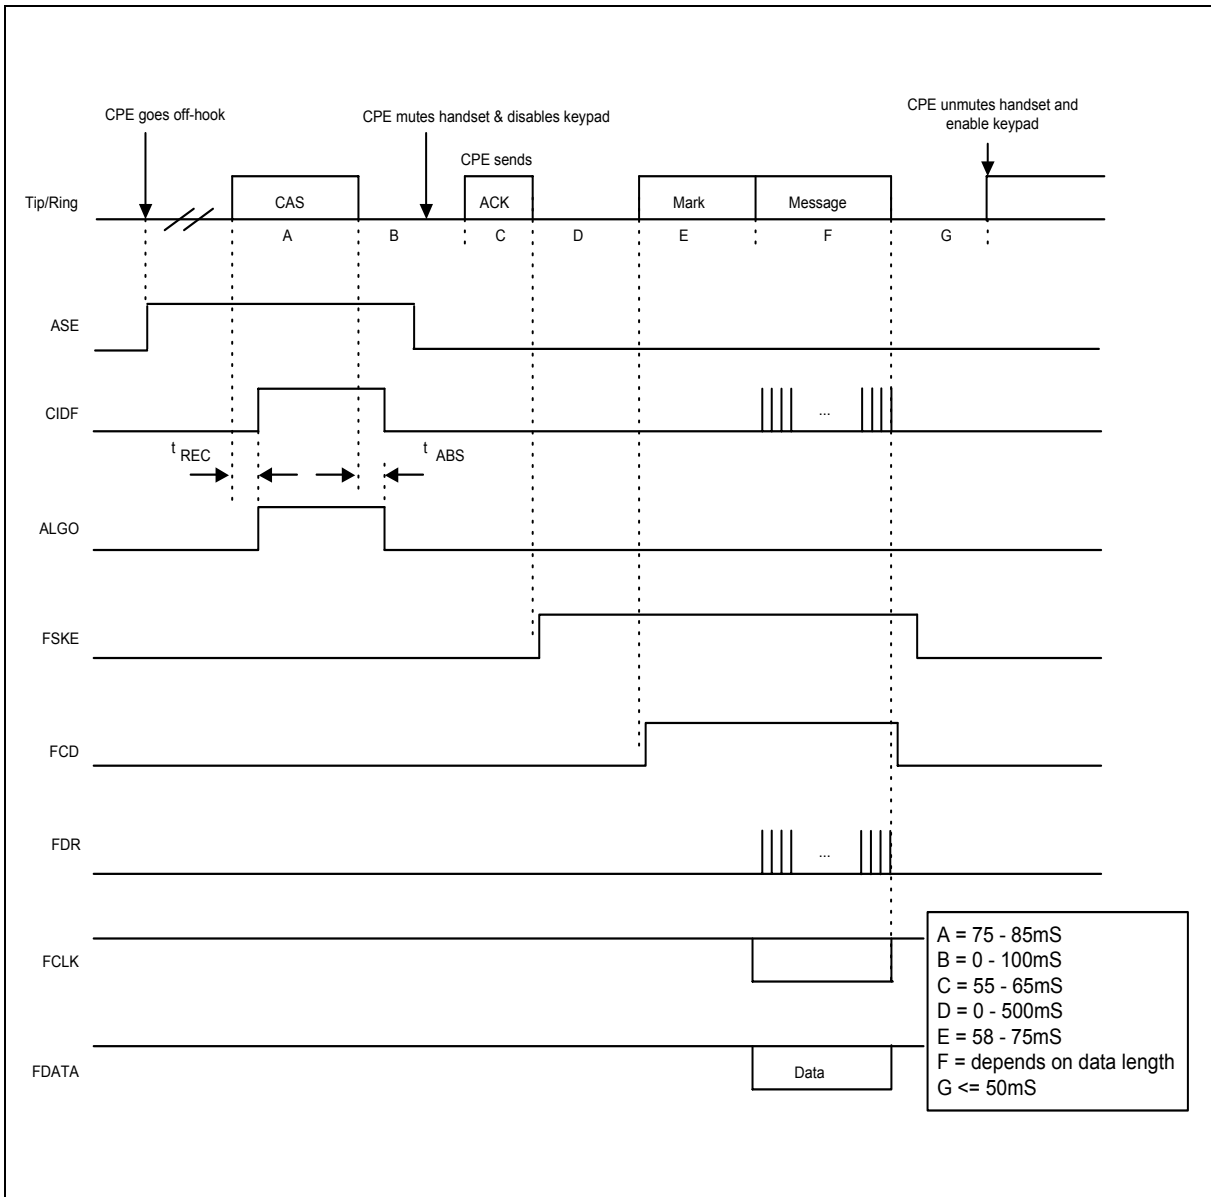 CPE goes off-hook
CPE mutes handset & disables keypad
CPE unmutes handset and
enable keypad
CPE sends
Tip/Ring
CAS
ACK
Mark
Message
A
B
C
D
E
F
G
ASE
CIDF
...
t REC
t ABS
ALGO
FSKE
FCD
FDR
...
FCLK
FDATA
Data
A = 75 - 85mS
B = 0 - 100mS
C = 55 - 65mS
D = 0 - 500mS
E = 58 - 75mS
F = depends on data length
G <= 50mS